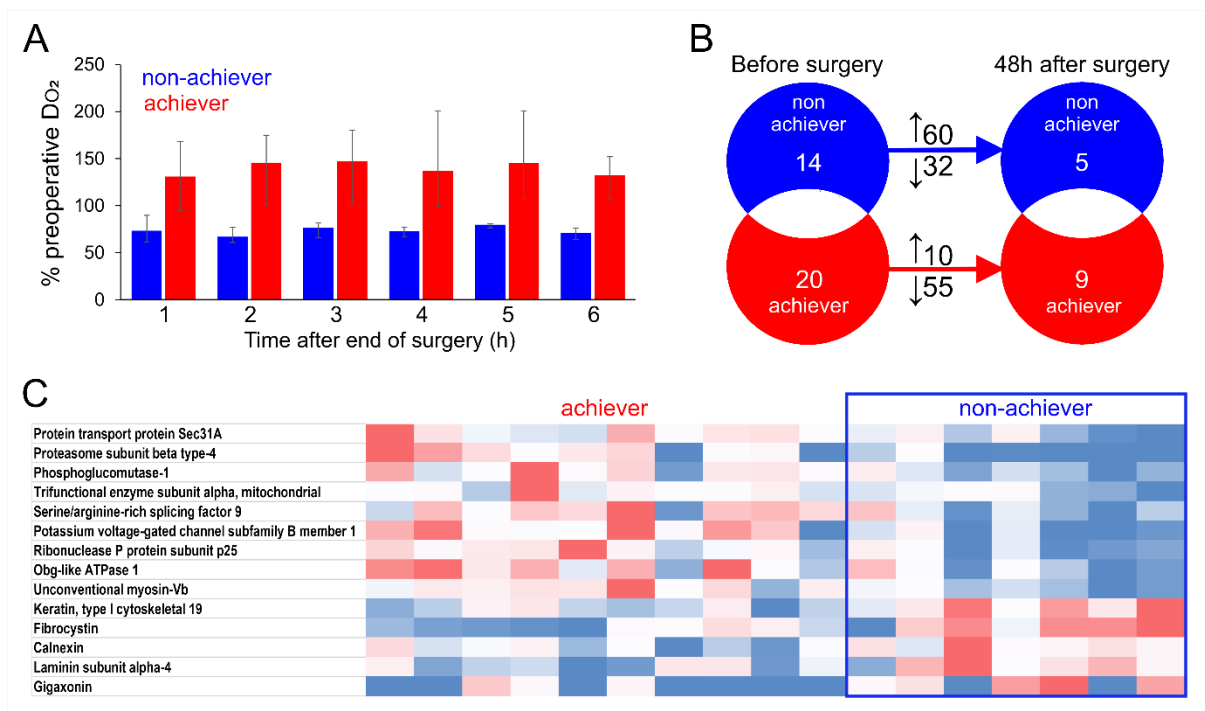 A
250
200
150
100
50
0
% preoperative DO₂
non-achiever
achiever
1 2 3 4 5 6
Time after end of surgery (h)
B
Before surgery
48h after surgery
non
achiever
14
↑60
↓32
non
achiever
5
20
achiever
↑10
↓55
9
achiever
C
achiever
non-achiever
Protein transport protein Sec31A
Proteasome subunit beta type-4
Phosphoglucomutase-1
Trifunctional enzyme subunit alpha, mitochondrial
Serine/arginine-rich splicing factor 9
Potassium voltage-gated channel subfamily B member 1
Ribonuclease P protein subunit p25
Obg-like ATPase 1
Unconventional myosin-Vb
Keratin, type I cytoskeletal 19
Fibrocystin
Calnexin
Laminin subunit alpha-4
Gigaxonin